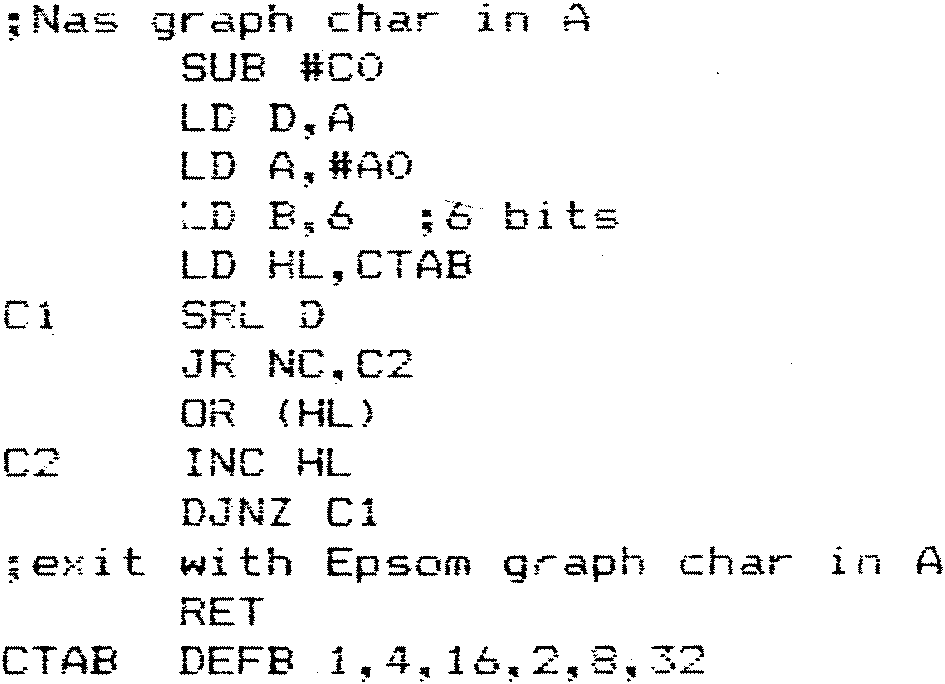 ;Nas graph char in A
SUB #C0
LD D,A
LD A,#A0
LD B,6 ;6 bits
LD HL,CTAB
C1 SRL D
JR NC,C2
OR (HL)
C2 INC HL
DJNZ C1
;exit with Epsom graph char in A
RET
CTAB DEFB 1,4,16,2,8,32